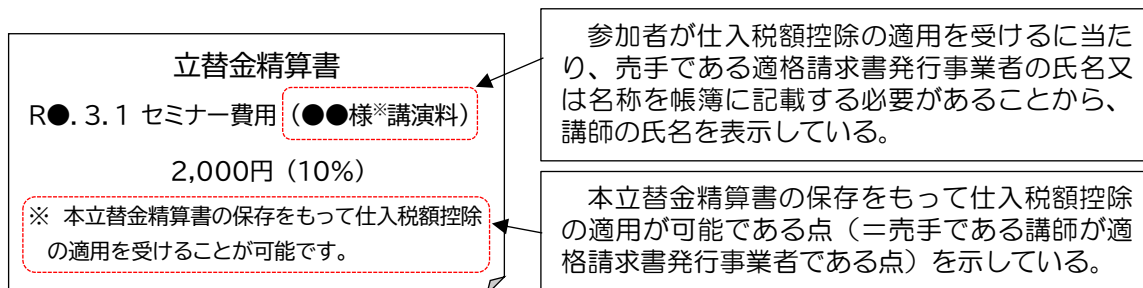 立替金精算書
R●.3.1 セミナー費用(●●様※講演料)
2,000円(10%)
※ 本立替金精算書の保存をもって仕入税額控除
の適用を受けることが可能です。
参加者が仕入税額控除の適用を受けるに当た
り、売手である適格請求書発行事業者の氏名又
は名称を帳簿に記載する必要があることから、
講師の氏名を表示している。
本立替金精算書の保存をもって仕入税額控除
の適用が可能である点(=売手である講師が適
格請求書発行事業者である点)を示している。